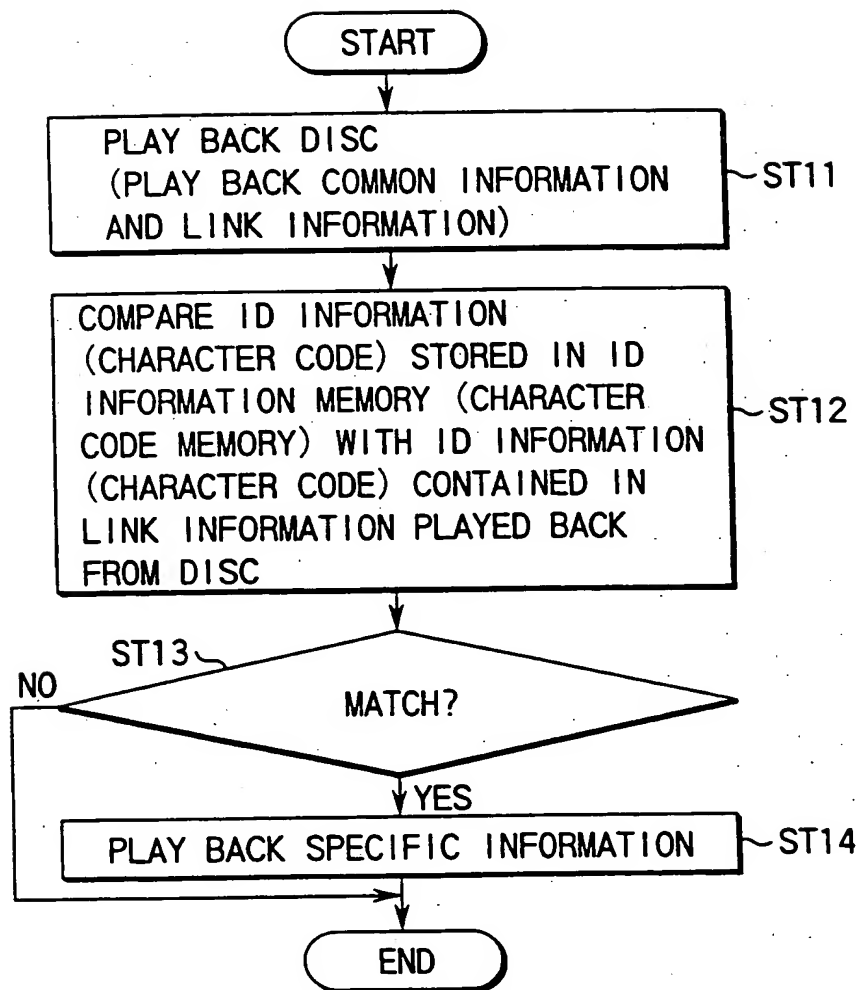 START
PLAY BACK DISC
(PLAY BACK COMMON INFORMATION
AND LINK INFORMATION)
ST11
COMPARE ID INFORMATION
(CHARACTER CODE) STORED IN ID
INFORMATION MEMORY (CHARACTER
CODE MEMORY) WITH ID INFORMATION
(CHARACTER CODE) CONTAINED IN
LINK INFORMATION PLAYED BACK
FROM DISC
ST12
ST13
NO
MATCH?
YES
PLAY BACK SPECIFIC INFORMATION
ST14
END